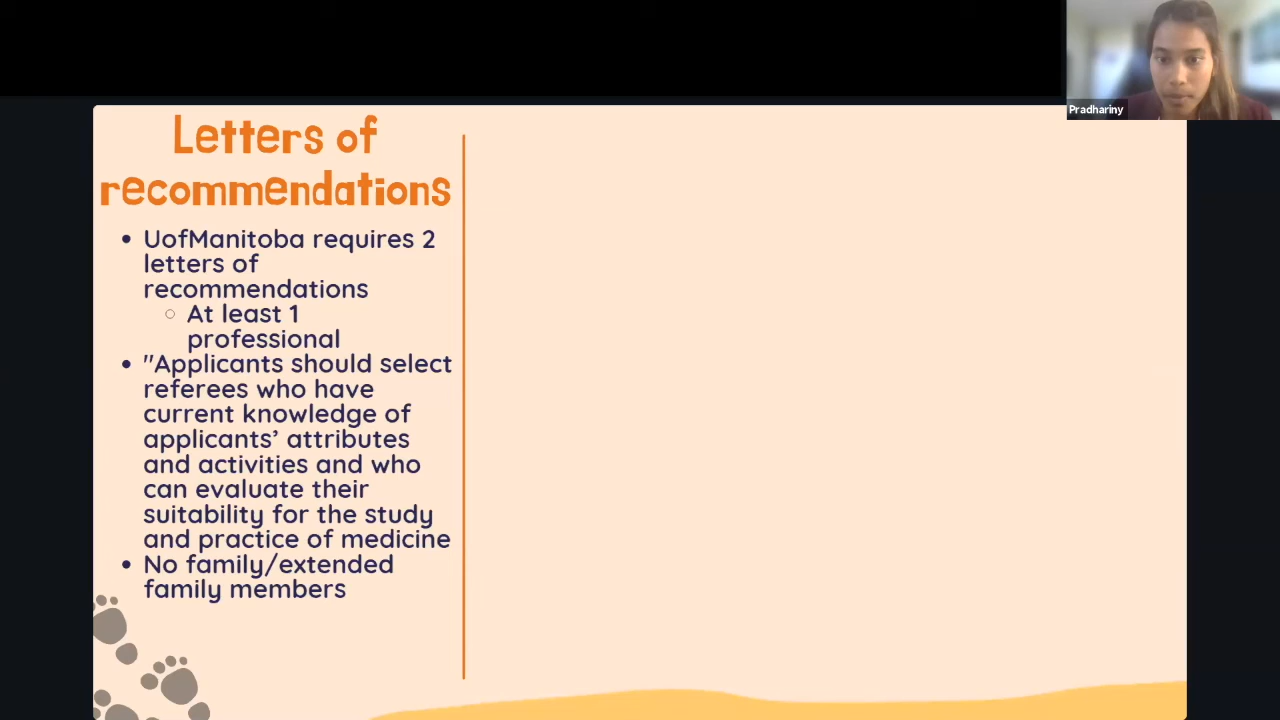 Pradhariny
Letters of
recommendations
• UofManitoba requires 2
letters of
recommendations
○ At least 1
professional
• "Applicants should select
referees who have
current knowledge of
applicants’ attributes
and activities and who
can evaluate their
suitability for the study
and practice of medicine
• No family/extended
family members